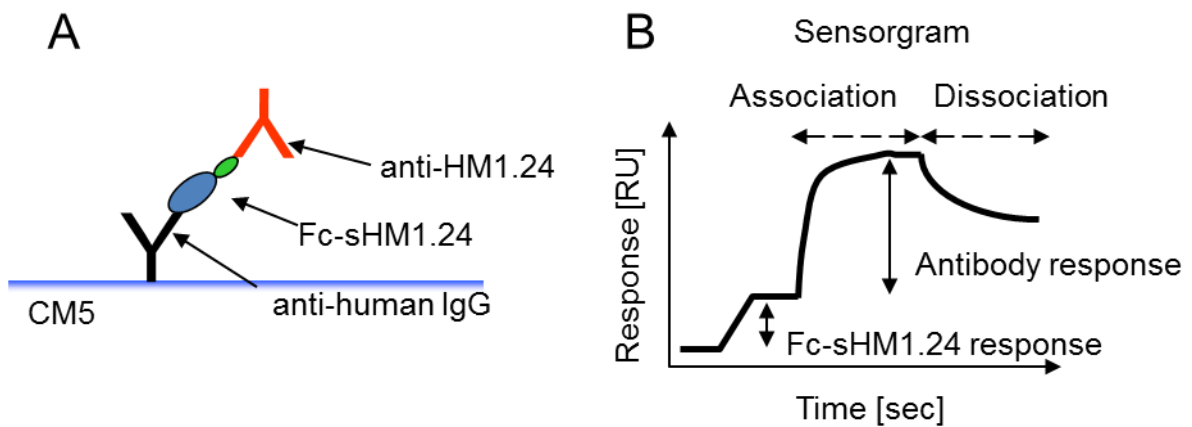 A
anti-HM1.24
Fc-sHM1.24
anti-human IgG
CM5
B
Sensorgram
Association
Dissociation
Response [RU]
Antibody response
Fc-sHM1.24 response
Time [sec]